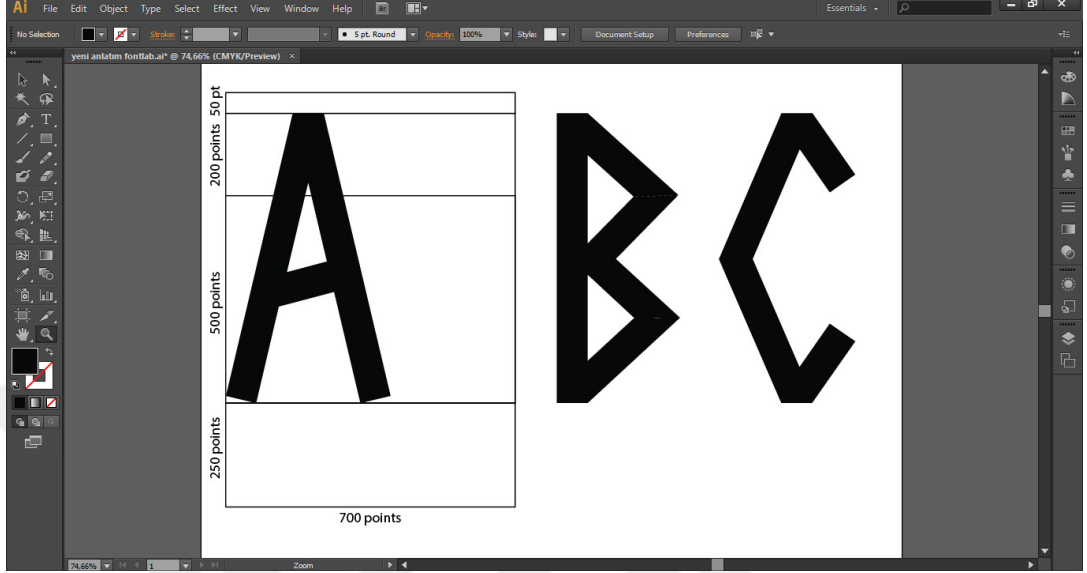 Ai File Edit Object Type Select Effect View Window Help Br Essentials
No Selection Stroke: 5 pt. Round Opacity: 100% Style: Document Setup Preferences
yeni anlatım fontlab.ai* @ 74,66% (CMYK/Preview) ×
50 pt
200 points
500 points
250 points
700 points
A B C
74,66% 1 Zoom